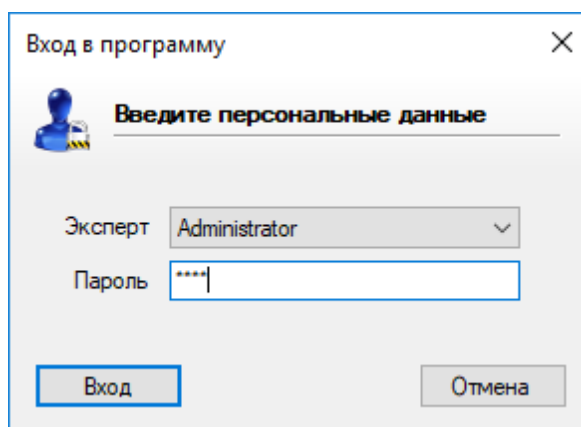 Вход в программу
Введите персональные данные
Эксперт Administrator
Пароль ****
Вход Отмена